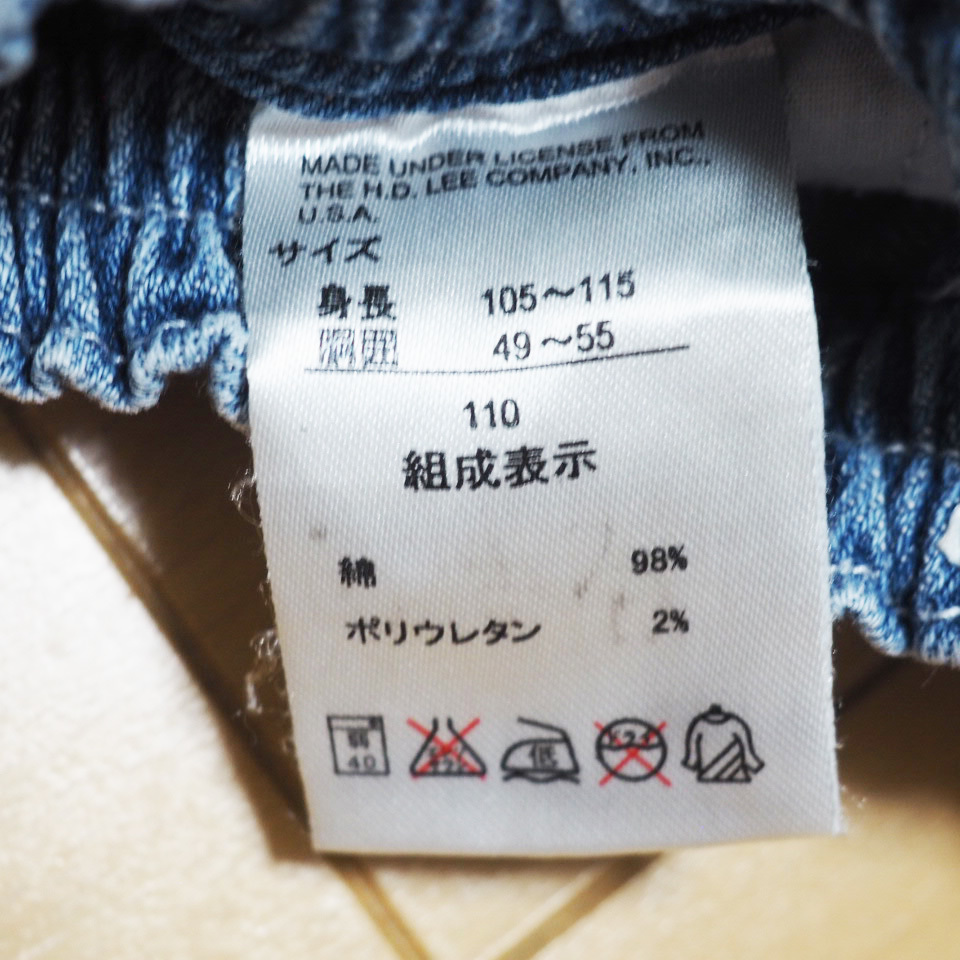 MADE UNDER LICENSE FROM
THE H.D. LEE COMPANY, INC.,
U.S.A.
サイズ
身長 105～115
胴囲 49～55
110
組成表示
綿 98%
ポリウレタン 2%
弱
40
低